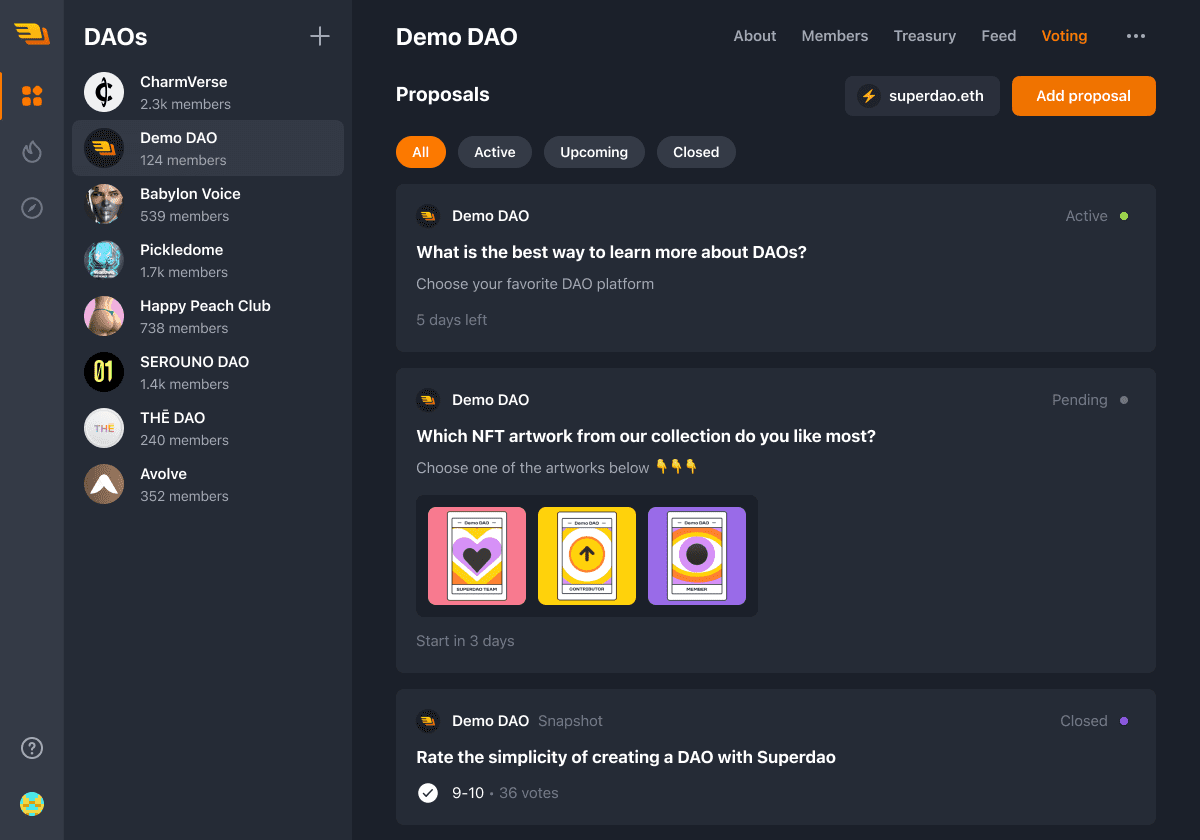 DAOs
CharmVerse
2.3k members
Demo DAO
124 members
Babylon Voice
539 members
Pickledome
1.7k members
Happy Peach Club
738 members
01
SEROUNO DAO
1.4k members
THE
THĒ DAO
240 members
Avolve
352 members
Demo DAO
About Members Treasury Feed Voting
Proposals
superdao.eth
Add proposal
All Active Upcoming Closed
Demo DAO Active
What is the best way to learn more about DAOs?
Choose your favorite DAO platform
5 days left
Demo DAO Pending
Which NFT artwork from our collection do you like most?
Choose one of the artworks below 👇👇👇
Demo DAO Demo DAO Demo DAO
SUPERDAO TEAM CONTRIBUTOR MEMBER
Start in 3 days
Demo DAO Snapshot Closed
Rate the simplicity of creating a DAO with Superdao
9-10 • 36 votes